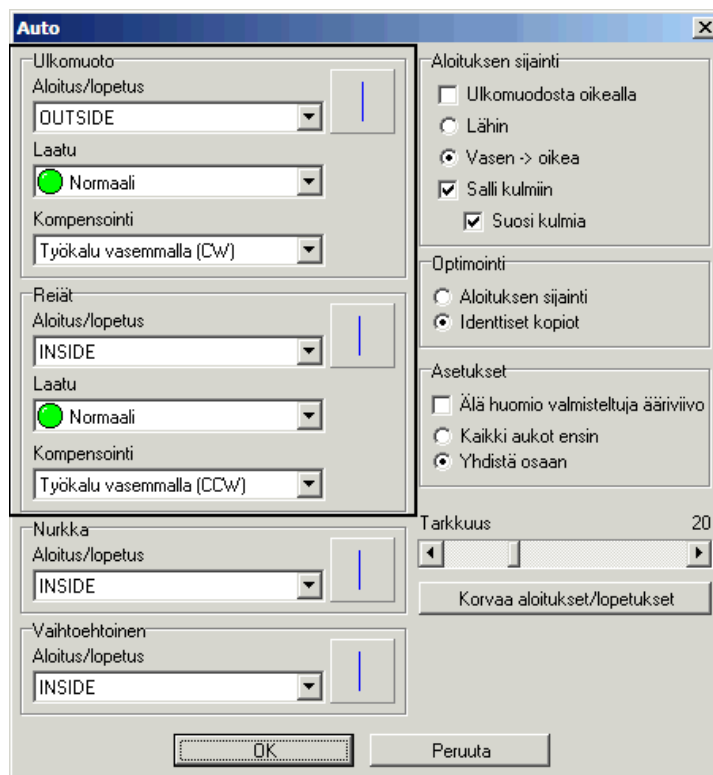 Auto
Ulkomuoto
Aloitus/lopetus
OUTSIDE
Laatu
Normaali
Kompensointi
Työkalu vasemmalla (CW)
Reiät
Aloitus/lopetus
INSIDE
Laatu
Normaali
Kompensointi
Työkalu vasemmalla (CCW)
Nurkka
Aloitus/lopetus
INSIDE
Vaihtoehtoinen
Aloitus/lopetus
INSIDE
Aloituksen sijainti
Ulkomuodosta oikealla
Lähin
Vasen -> oikea
Salli kulmiin
Suosi kulmia
Optimointi
Aloituksen sijainti
Identtiset kopiot
Asetukset
Älä huomio valmisteltuja ääriviivo
Kaikki aukot ensin
Yhdistä osaan
Tarkkuus 20
Korvaa aloitukset/lopetukset
OK Peruuta